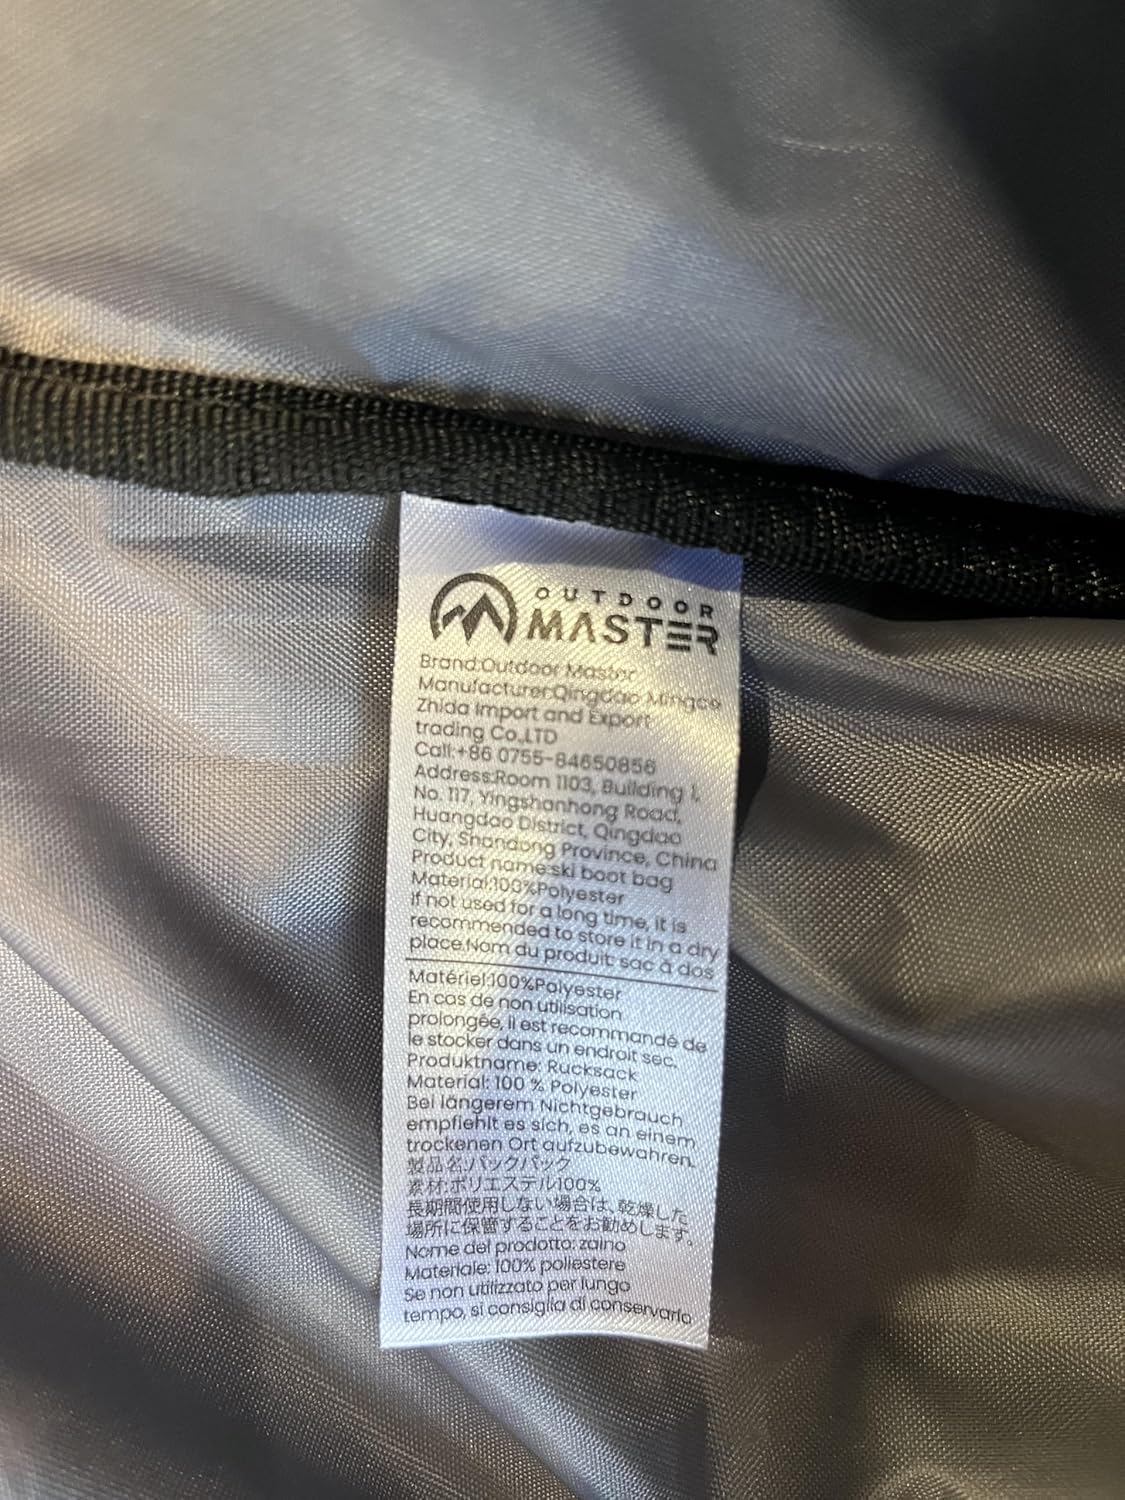 OUTDOOR
MASTER
Brand:Outdoor Master
Manufacturer:Qingdao Mingce
Zhida Import and Export
trading Co.,LTD
Call:+86 0755-84650856
Address:Room 1103, Building 1,
No. 117, Yingshanhong Road,
Huangdao District, Qingdao
City, Shandong Province, China
Product name:ski boot bag
Material:100%Polyester
If not used for a long time, it is
recommended to store it in a dry
place.Nom du produit: sac à dos
Matériel:100%Polyester
En cas de non utilisation
prolongée, il est recommandé de
le stocker dans un endroit sec.
Produktname: Rucksack
Material: 100 % Polyester
Bei längerem Nichtgebrauch
empfiehlt es sich, es an einem
trockenen Ort aufzubewahren.
製品名:バックパック
素材:ポリエステル100%
長期間使用しない場合は、乾燥した
場所に保管することをお勧めします。
Nome del prodotto: zaino
Materiale: 100% poliestere
Se non utilizzato per lungo
tempo, si consiglia di conservarlo